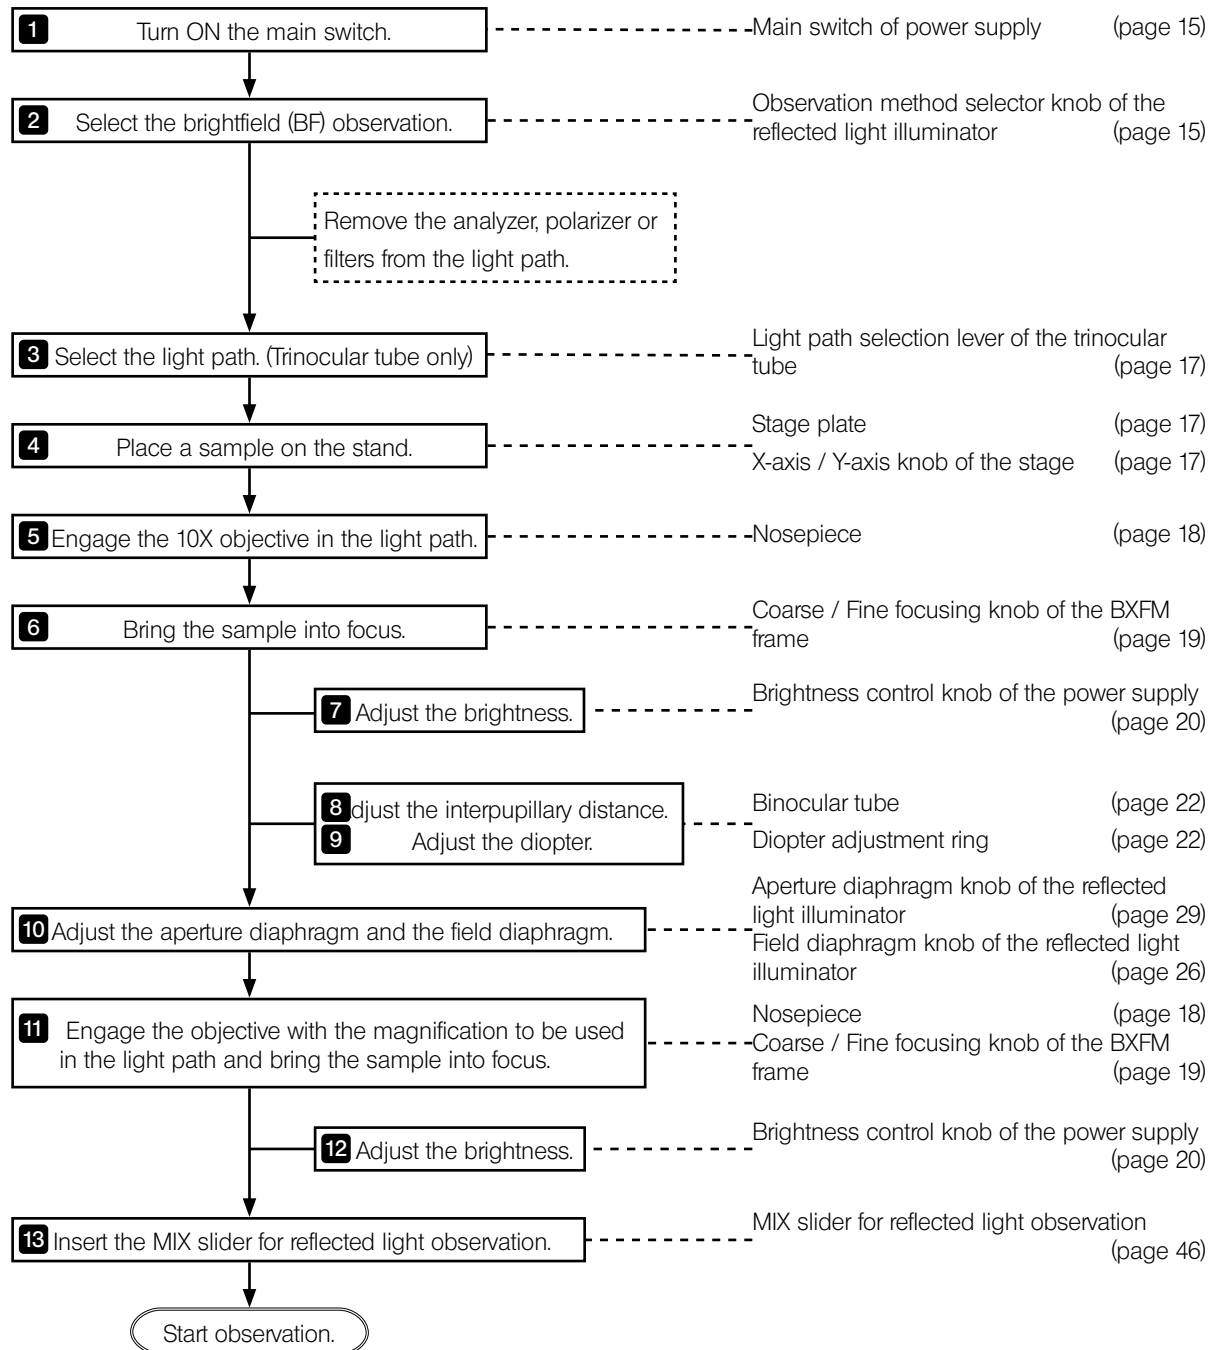 1 Turn ON the main switch.
Main switch of power supply (page 15)
2 Select the brightfield (BF) observation.
Observation method selector knob of the
reflected light illuminator (page 15)
Remove the analyzer, polarizer or
filters from the light path.
3 Select the light path. (Trinocular tube only)
Light path selection lever of the trinocular
tube (page 17)
4 Place a sample on the stand.
Stage plate (page 17)
X-axis / Y-axis knob of the stage (page 17)
5 Engage the 10X objective in the light path.
Nosepiece (page 18)
6 Bring the sample into focus.
Coarse / Fine focusing knob of the BXFM
frame (page 19)
7 Adjust the brightness.
Brightness control knob of the power supply
(page 20)
8 djust the interpupillary distance.
9 Adjust the diopter.
Binocular tube (page 22)
Diopter adjustment ring (page 22)
10 Adjust the aperture diaphragm and the field diaphragm.
Aperture diaphragm knob of the reflected
light illuminator (page 29)
Field diaphragm knob of the reflected light
illuminator (page 26)
11 Engage the objective with the magnification to be used
in the light path and bring the sample into focus.
Nosepiece (page 18)
Coarse / Fine focusing knob of the BXFM
frame (page 19)
12 Adjust the brightness.
Brightness control knob of the power supply
(page 20)
13 Insert the MIX slider for reflected light observation.
MIX slider for reflected light observation
(page 46)
Start observation.